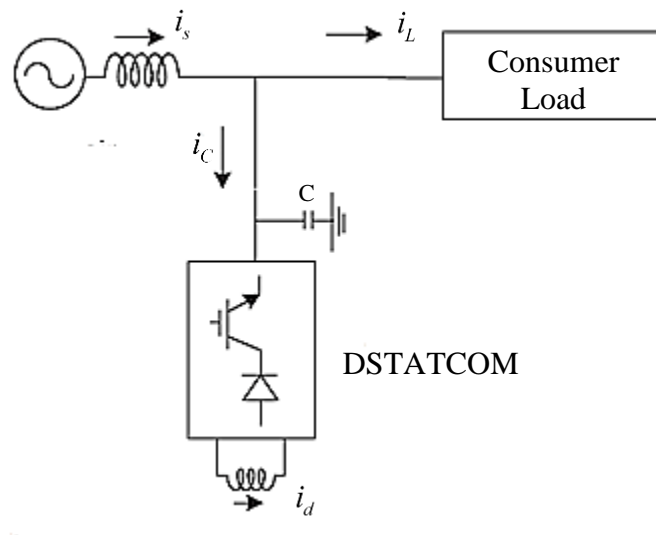 i_s
i_L
Consumer
Load
i_C
C
DSTATCOM
i_d